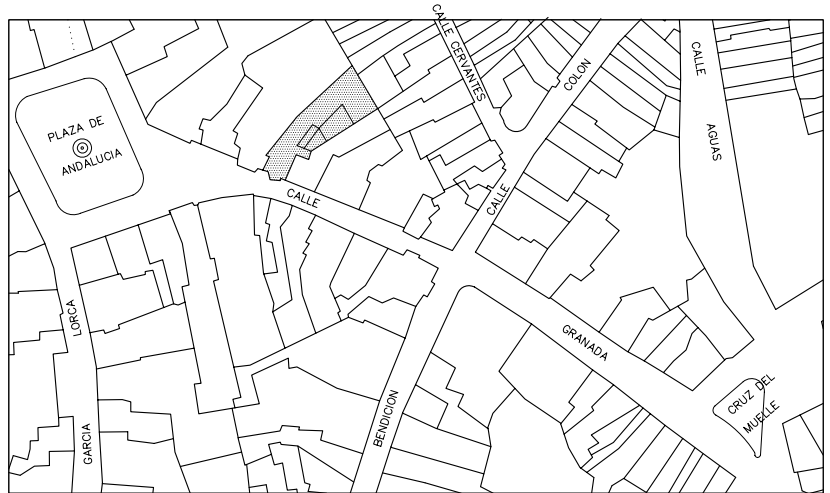 CALLE CERVANTES
COLON
CALLE
CALLE
AGUAS
PLAZA DE
ANDALUCIA
CALLE
GRANADA
LORCA
GARCIA
BENDICION
CRUZ DEL
MUELLE